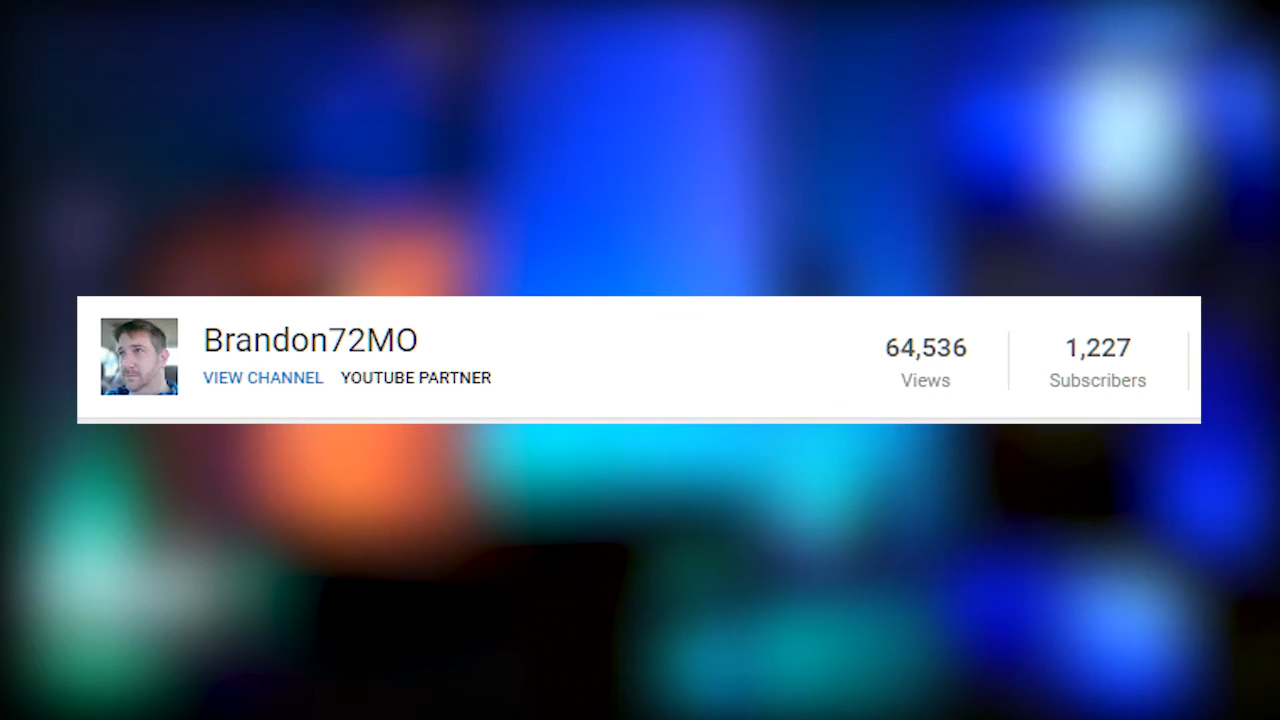 Brandon72MO
VIEW CHANNEL YOUTUBE PARTNER
64,536
Views
1,227
Subscribers